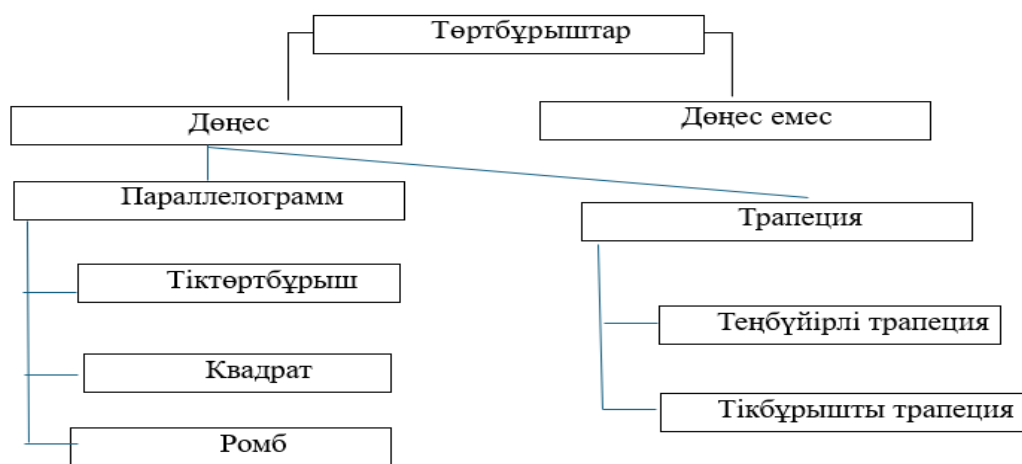 Төртбұрыштар
Дөңес
Дөңес емес
Параллелограмм
Трапеция
Тіктөртбұрыш
Теңбүйірлі трапеция
Квадрат
Тікбұрышты трапеция
Ромб